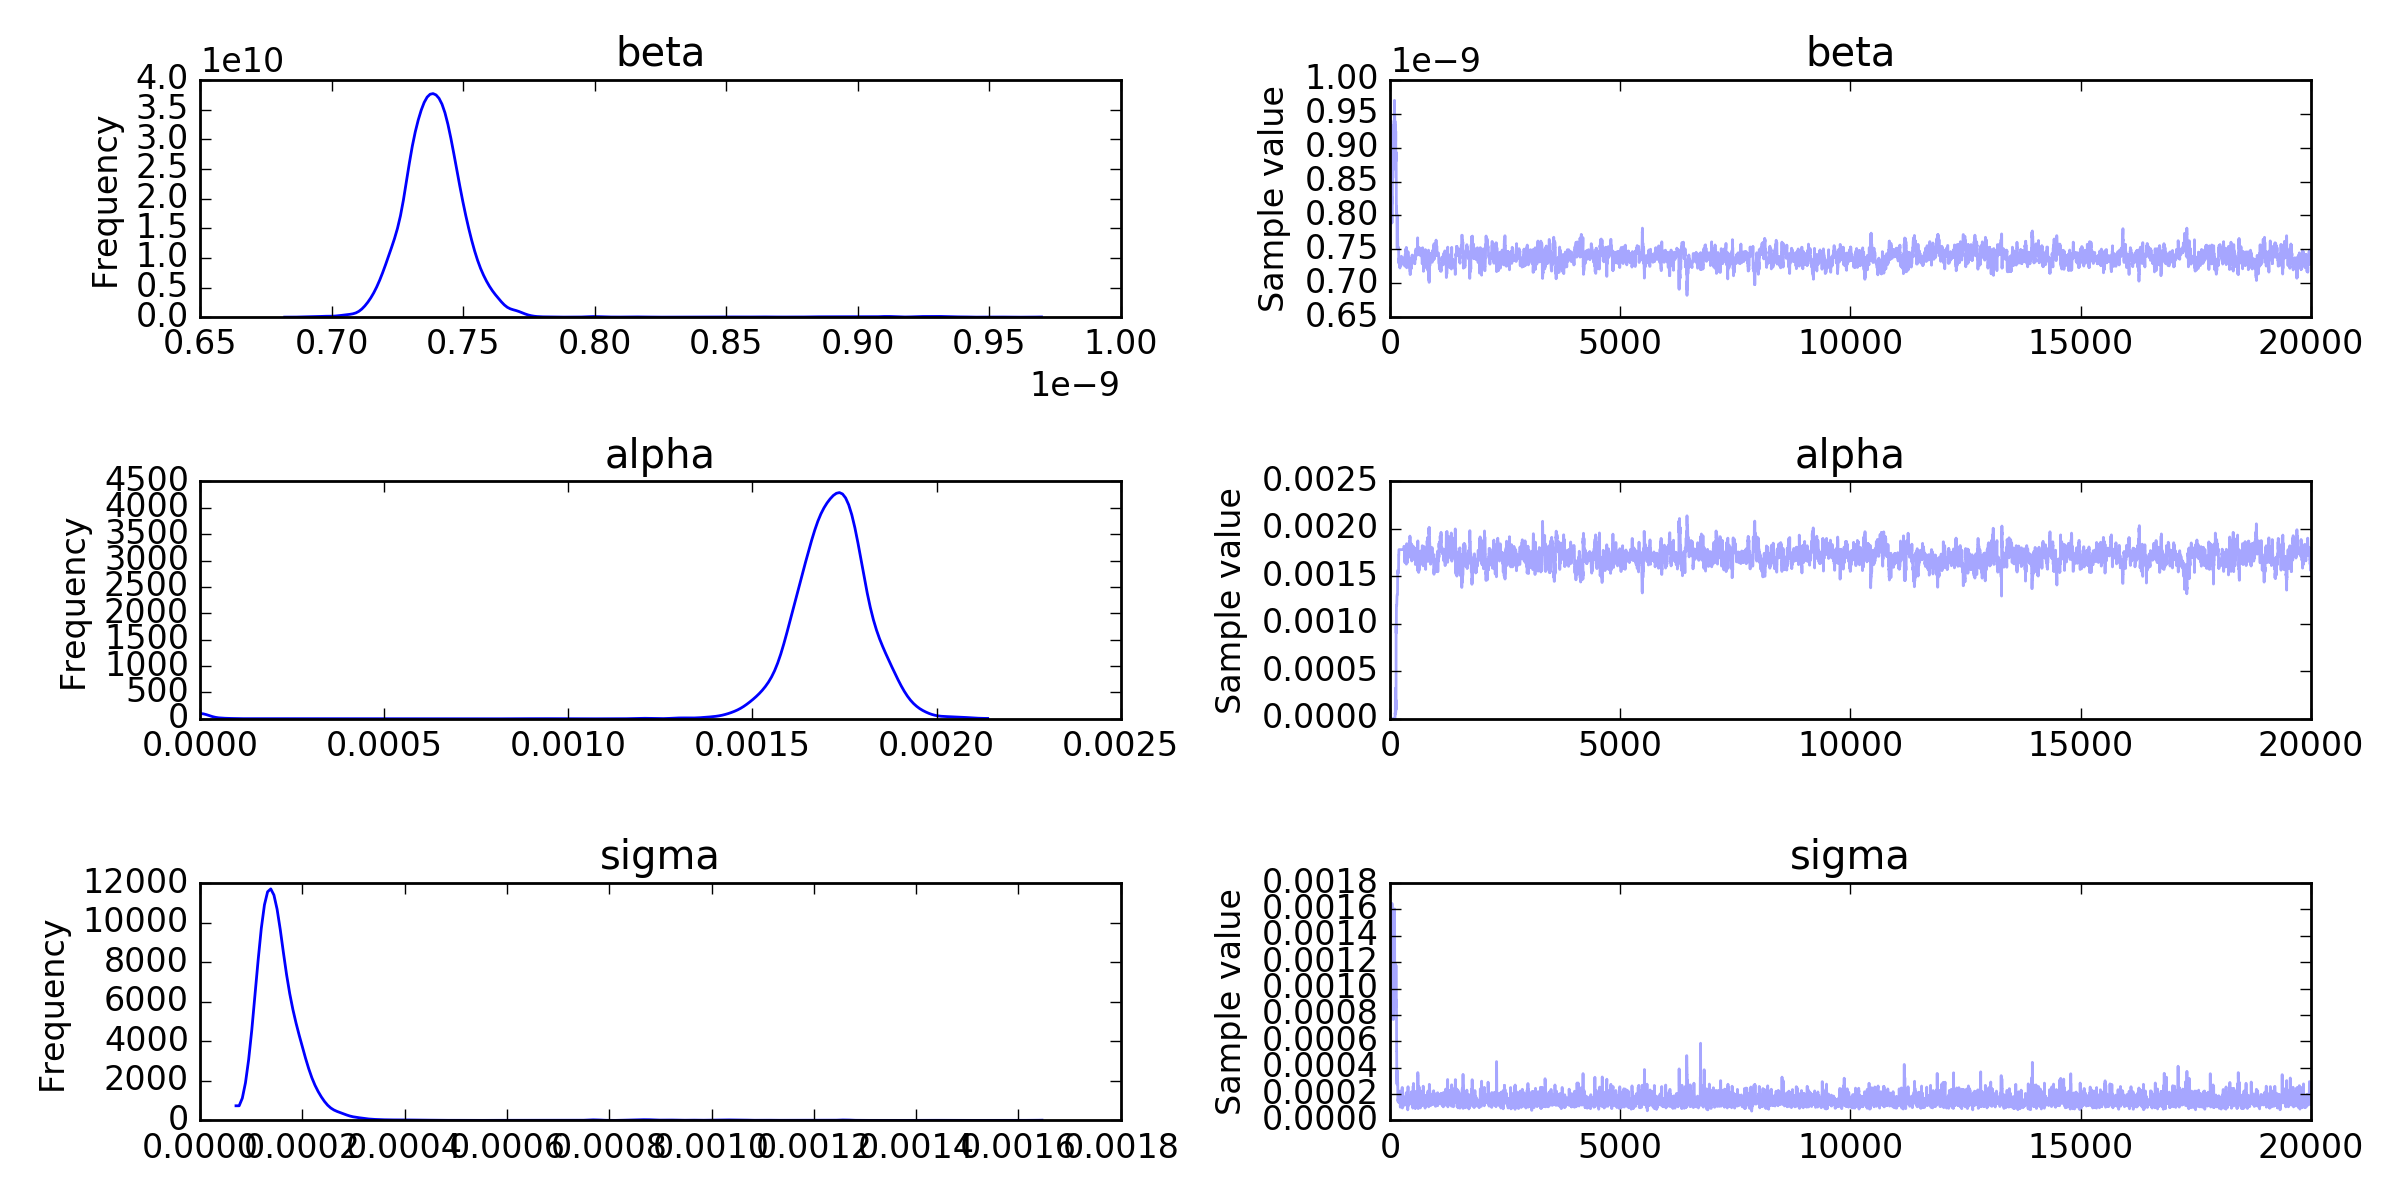 beta
1e10
Frequency
4.0
3.5
3.0
2.5
2.0
1.5
1.0
0.5
0.0
0.65 0.70 0.75 0.80 0.85 0.90 0.95 1.00
1e−9
beta
1e−9
Sample value
1.00
0.95
0.90
0.85
0.80
0.75
0.70
0.65
0 5000 10000 15000 20000
alpha
Frequency
4500
4000
3500
3000
2500
2000
1500
1000
500
0
0.0000 0.0005 0.0010 0.0015 0.0020 0.0025
alpha
Sample value
0.0025
0.0020
0.0015
0.0010
0.0005
0.0000
0 5000 10000 15000 20000
sigma
Frequency
12000
10000
8000
6000
4000
2000
0
0.0000 0.0002 0.0004 0.0006 0.0008 0.0010 0.0012 0.0014 0.0016 0.0018
sigma
Sample value
0.0018
0.0016
0.0014
0.0012
0.0010
0.0008
0.0006
0.0004
0.0002
0.0000
0 5000 10000 15000 20000